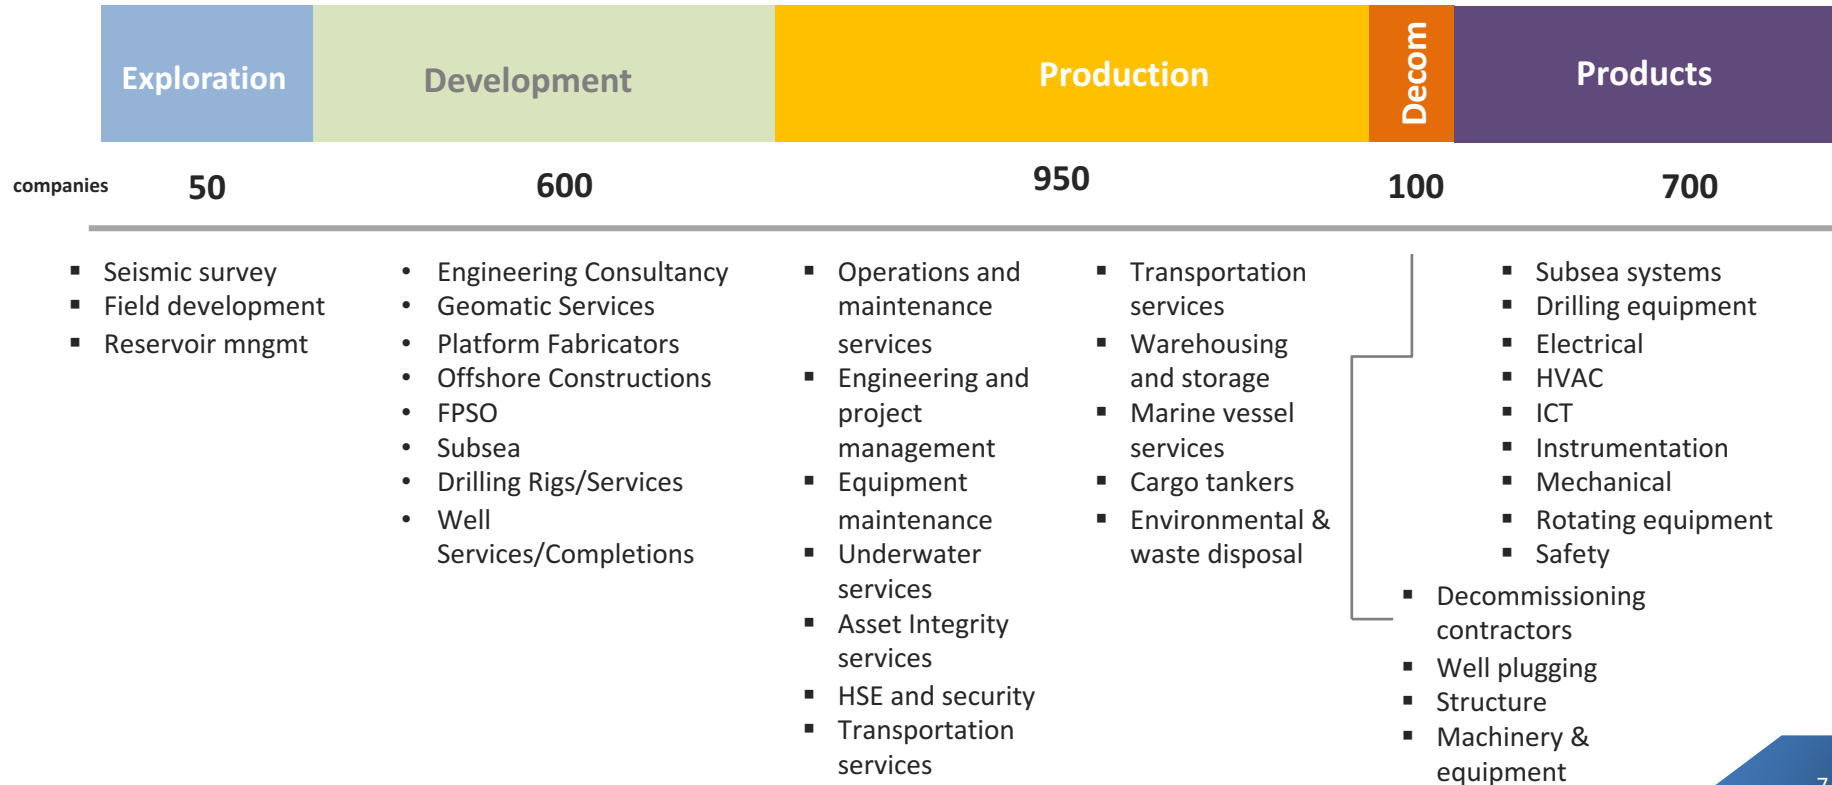 Exploration
Development
Production
Decom
Products
companies
50
600
950
100
700
▪ Seismic survey
▪ Field development
▪ Reservoir mngmt
• Engineering Consultancy
• Geomatic Services
• Platform Fabricators
• Offshore Constructions
• FPSO
• Subsea
• Drilling Rigs/Services
• Well
Services/Completions
▪ Operations and
maintenance
services
▪ Engineering and
project
management
▪ Equipment
maintenance
▪ Underwater
services
▪ Asset Integrity
services
▪ HSE and security
▪ Transportation
services
▪ Transportation
services
▪ Warehousing
and storage
▪ Marine vessel
services
▪ Cargo tankers
▪ Environmental &
waste disposal
▪ Decommissioning
contractors
▪ Well plugging
▪ Structure
▪ Machinery &
equipment
▪ Subsea systems
▪ Drilling equipment
▪ Electrical
▪ HVAC
▪ ICT
▪ Instrumentation
▪ Mechanical
▪ Rotating equipment
▪ Safety
7